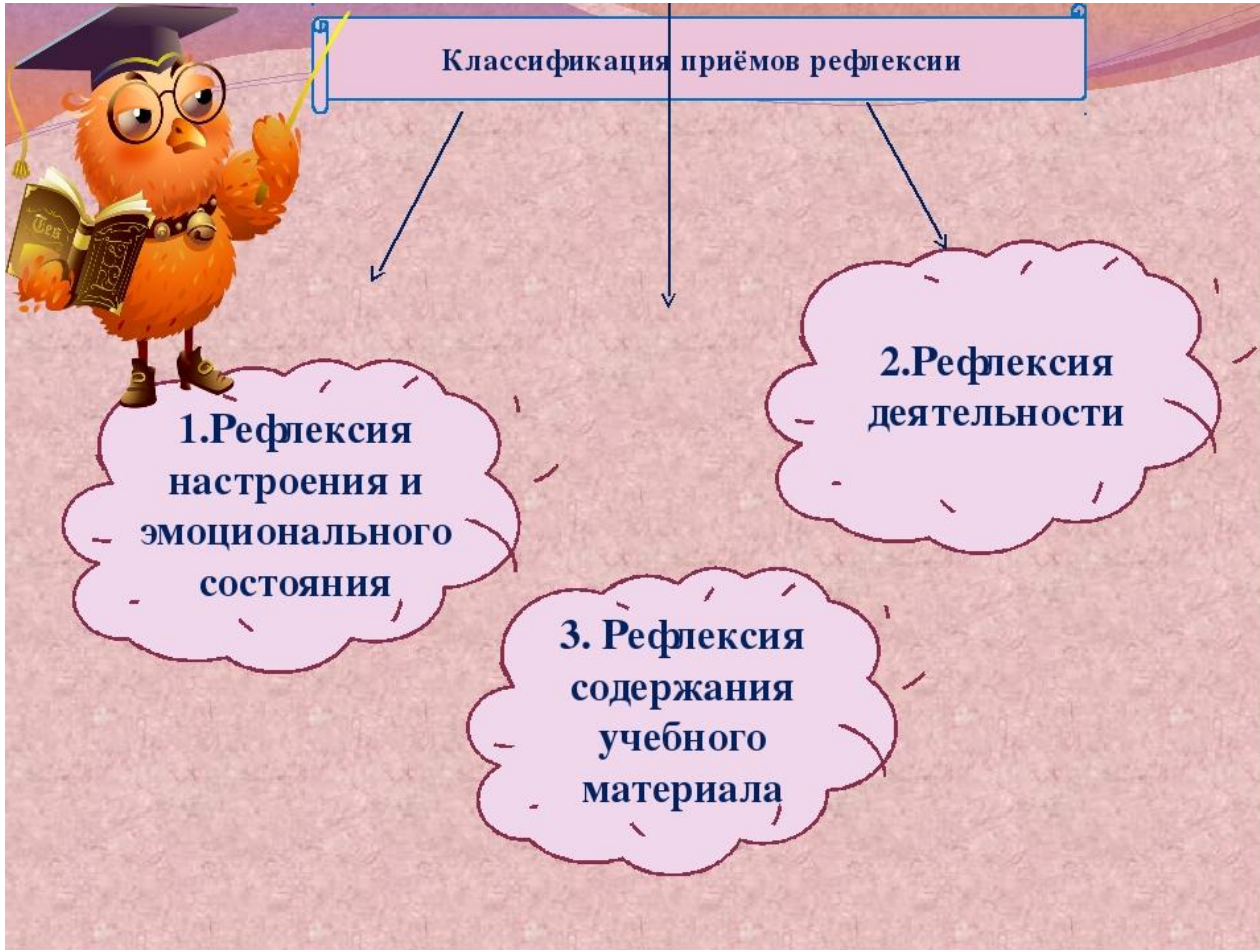 Классификация приёмов рефлексии
1.Рефлексия
настроения и
эмоционального
состояния
2.Рефлексия
деятельности
3. Рефлексия
содержания
учебного
материала